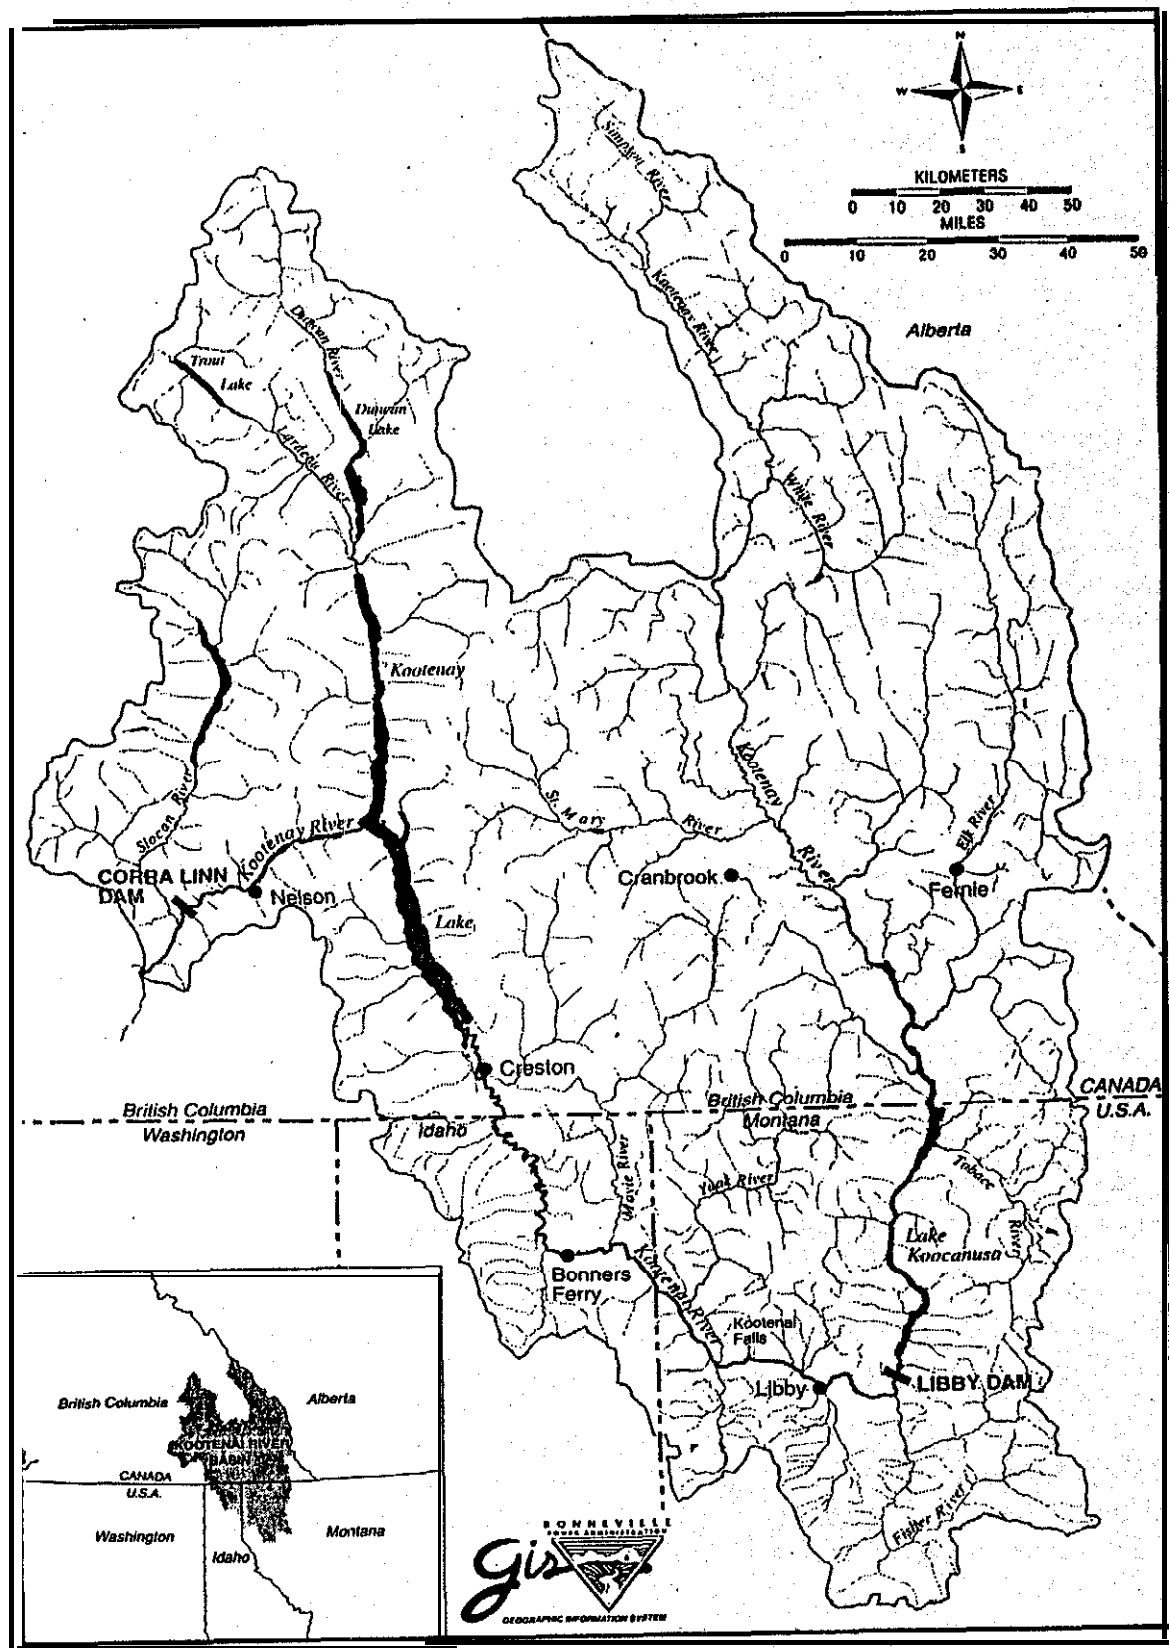 N
W
E
S
KILOMETERS
0 10 20 30 40 50
MILES
0 10 20 30 40 50
Simpson River
Kootenay River
Alberta
Duncan River
Trout
Lake
Duncan
Lake
Lardeau River
White River
Kootenay
Kootenay
River
St. Mary River
Elk River
Slocan River
Kootenay River
CORRA LINN
DAM
Nelson
Cranbrook
Fernie
Lake
Creston
British Columbia
Washington
Idaho
British Columbia
Montana
CANADA
U.S.A.
Moyie River
Yaak River
Tobacc
River
Lake
Koocanusa
Bonners
Ferry
Kootenai River
Kootenai
Falls
Libby
LIBBY DAM
Fisher River
British Columbia
Alberta
KOOTENAI RIVER
BASIN
CANADA
U.S.A.
Washington
Idaho
Montana
BONNEVILLE
POWER ADMINISTRATION
gis
GEOGRAPHIC INFORMATION SYSTEM